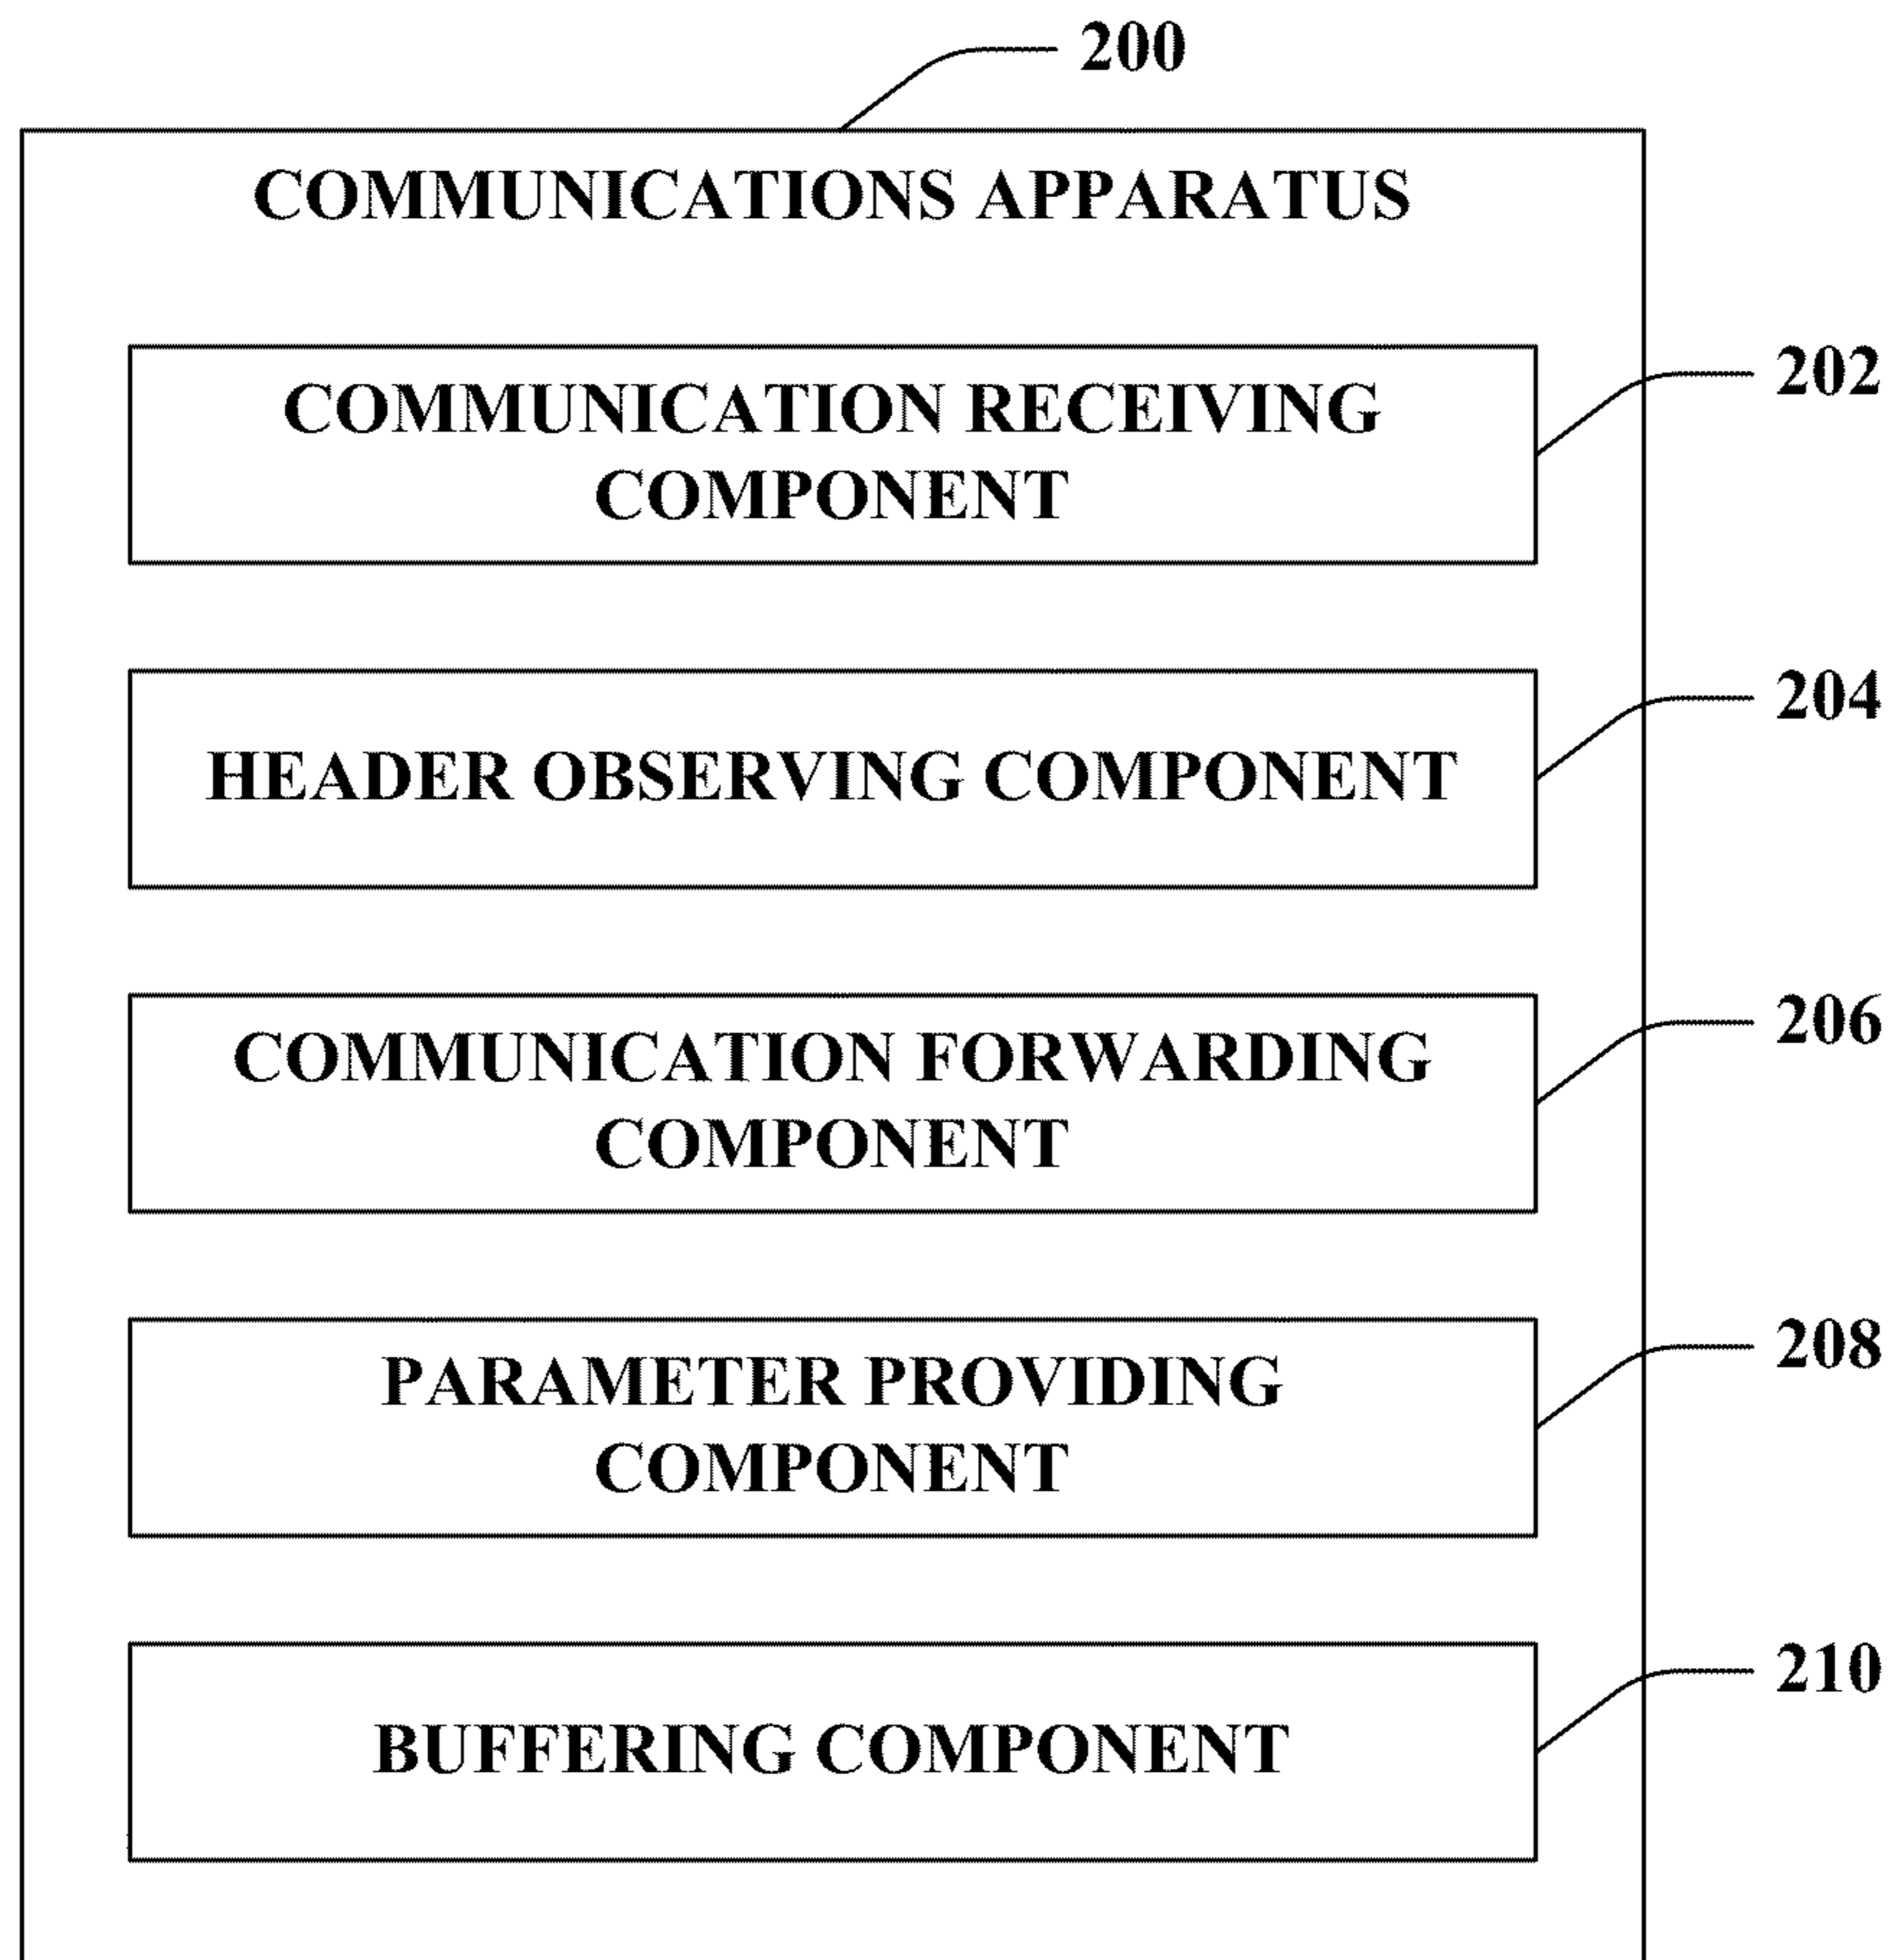 200
COMMUNICATIONS APPARATUS
COMMUNICATION RECEIVING
COMPONENT
202
HEADER OBSERVING COMPONENT
204
COMMUNICATION FORWARDING
COMPONENT
206
PARAMETER PROVIDING
COMPONENT
208
BUFFERING COMPONENT
210